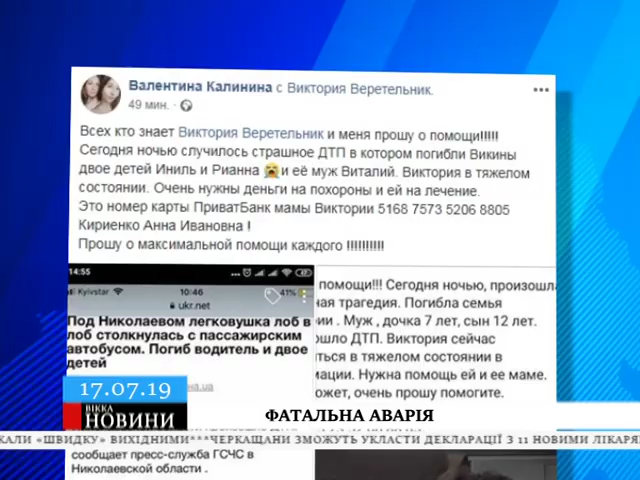 Валентина Калинина с Виктория Веретельник.
49 мин. ·
Всех кто знает Виктория Веретельник и меня прошу о помощи!!!!!
Сегодня ночью случилось страшное ДТП в котором погибли Викины
двое детей Иниль и Рианна 😭 и её муж Виталий. Виктория в тяжелом
состоянии. Очень нужны деньги на похороны и ей на лечение.
Это номер карты ПриватБанк мамы Виктории 5168 7573 5206 8805
Кириенко Анна Ивановна !
Прошу о максимальной помощи каждого !!!!!!!!!!
14:55
Kyivstar 10:46 41%
ukr.net
Под Николаевом легковушка лоб в
лоб столкнулась с пассажирским
автобусом. Погиб водитель и двое
детей
.ua
сообщает пресс-служба ГСЧС в
Николаевской области .
помощи!!! Сегодня ночью, произошла
ная трагедия. Погибла семья
рии . Муж , дочка 7 лет, сын 12 лет.
ошло ДТП. Виктория сейчас
иться в тяжелом состоянии в
мации. Нужна помощь ей и ее маме.
ожет, очень прошу помогите.
17.07.19
ВІККА
НОВИНИ
ФАТАЛЬНА АВАРІЯ
КАЛИ «ШВИДКУ» ВИХІДНИМИ***ЧЕРКАЩАНИ ЗМОЖУТЬ УКЛАСТИ ДЕКЛАРАЦІЇ З 11 НОВИМИ ЛІКАРЯ